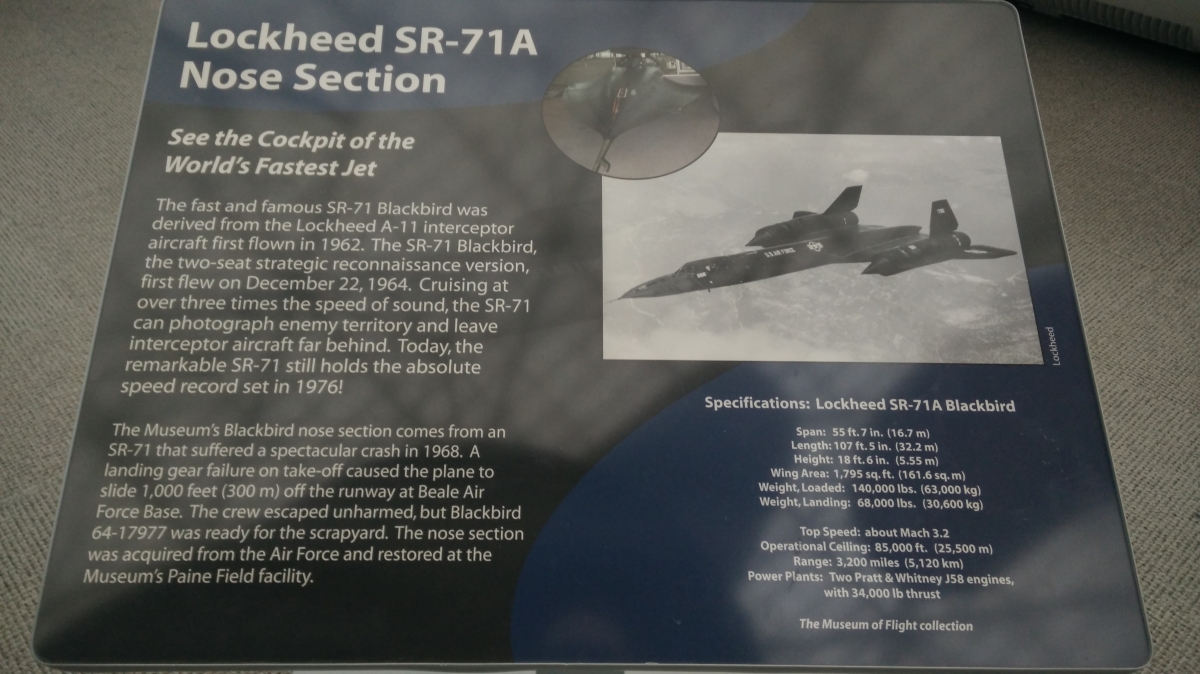 Lockheed SR-71A
Nose Section
See the Cockpit of the
World's Fastest Jet
The fast and famous SR-71 Blackbird was
derived from the Lockheed A-11 interceptor
aircraft first flown in 1962. The SR-71 Blackbird,
the two-seat strategic reconnaissance version,
first flew on December 22, 1964. Cruising at
over three times the speed of sound, the SR-71
can photograph enemy territory and leave
interceptor aircraft far behind. Today, the
remarkable SR-71 still holds the absolute
speed record set in 1976!
The Museum's Blackbird nose section comes from an
SR-71 that suffered a spectacular crash in 1968. A
landing gear failure on take-off caused the plane to
slide 1,000 feet (300 m) off the runway at Beale Air
Force Base. The crew escaped unharmed, but Blackbird
64-17977 was ready for the scrapyard. The nose section
was acquired from the Air Force and restored at the
Museum's Paine Field facility.
U.S. AIR FORCE
Lockheed
Specifications: Lockheed SR-71A Blackbird
Span: 55 ft. 7 in. (16.7 m)
Length: 107 ft. 5 in. (32.2 m)
Height: 18 ft. 6 in. (5.55 m)
Wing Area: 1,795 sq. ft. (161.6 sq. m)
Weight, Loaded: 140,000 lbs. (63,000 kg)
Weight, Landing: 68,000 lbs. (30,600 kg)
Top Speed: about Mach 3.2
Operational Ceiling: 85,000 ft. (25,500 m)
Range: 3,200 miles (5,120 km)
Power Plants: Two Pratt & Whitney J58 engines,
with 34,000 lb thrust
The Museum of Flight collection